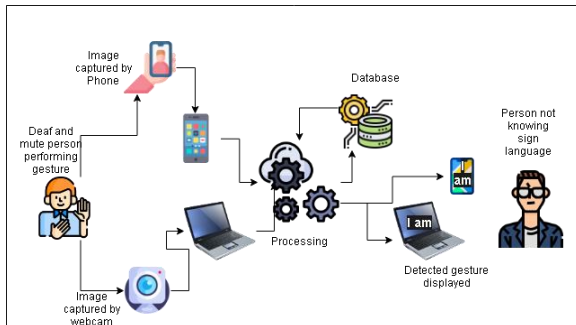 Image
captured by
Phone
Database
Person not
knowing
sign
language
Deaf and
mute person
performing
gesture
I
am
I am
Processing
Detected gesture
displayed
Image
captured by
webcam